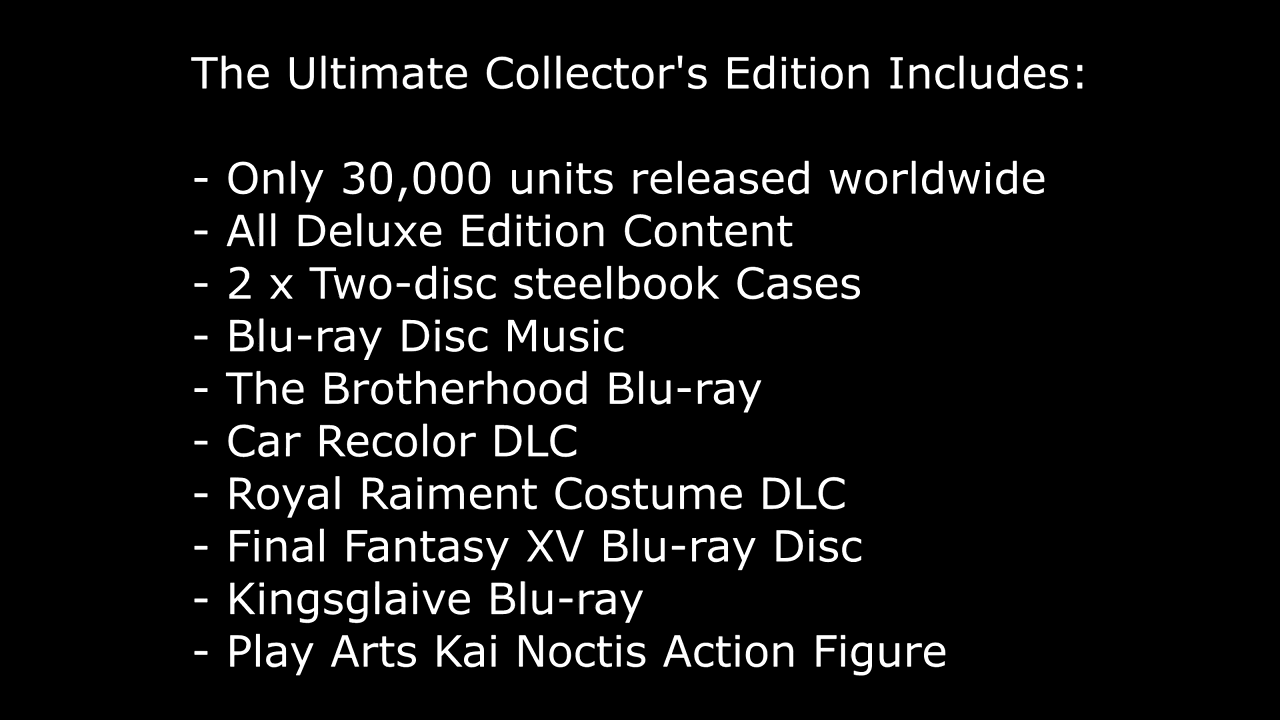 The Ultimate Collector's Edition Includes:
- Only 30,000 units released worldwide
- All Deluxe Edition Content
- 2 x Two-disc steelbook Cases
- Blu-ray Disc Music
- The Brotherhood Blu-ray
- Car Recolor DLC
- Royal Raiment Costume DLC
- Final Fantasy XV Blu-ray Disc
- Kingsglaive Blu-ray
- Play Arts Kai Noctis Action Figure